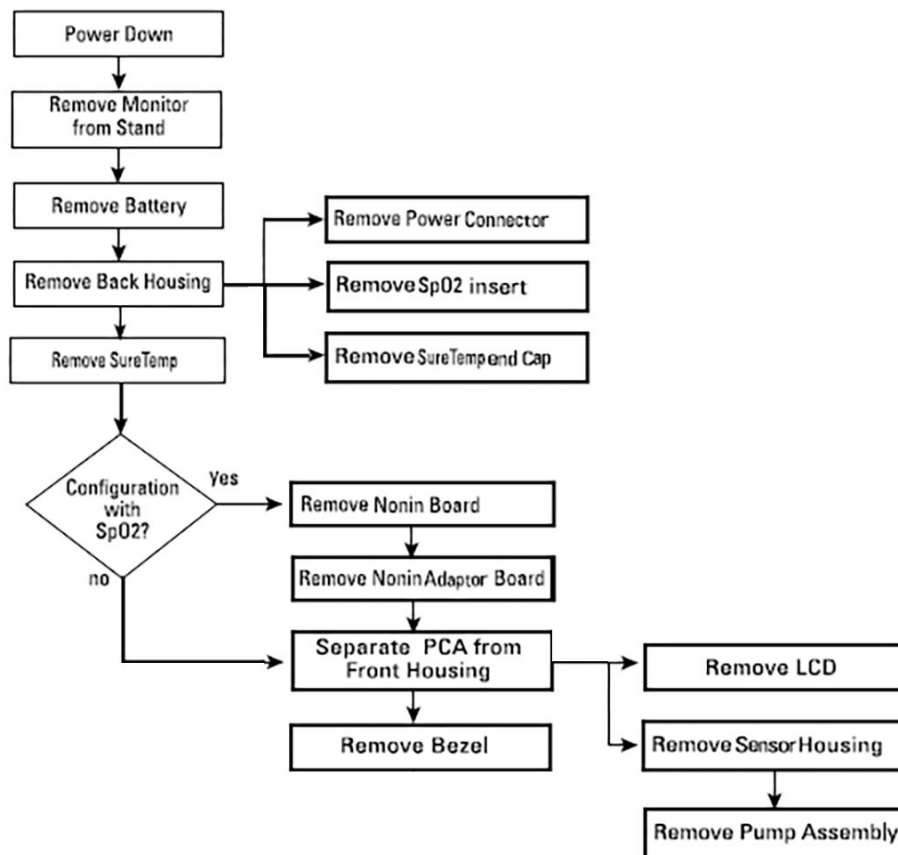 Power Down
Remove Monitor
from Stand
Remove Battery
Remove Power Connector
Remove Back Housing
Remove SpO2 insert
Remove SureTemp
Remove SureTemp end Cap
Configuration
with
SpO2?
yes
no
Remove Nonin Board
Remove Nonin Adaptor Board
Separate PCA from
Front Housing
Remove LCD
Remove Bezel
Remove Sensor Housing
Remove Pump Assembly